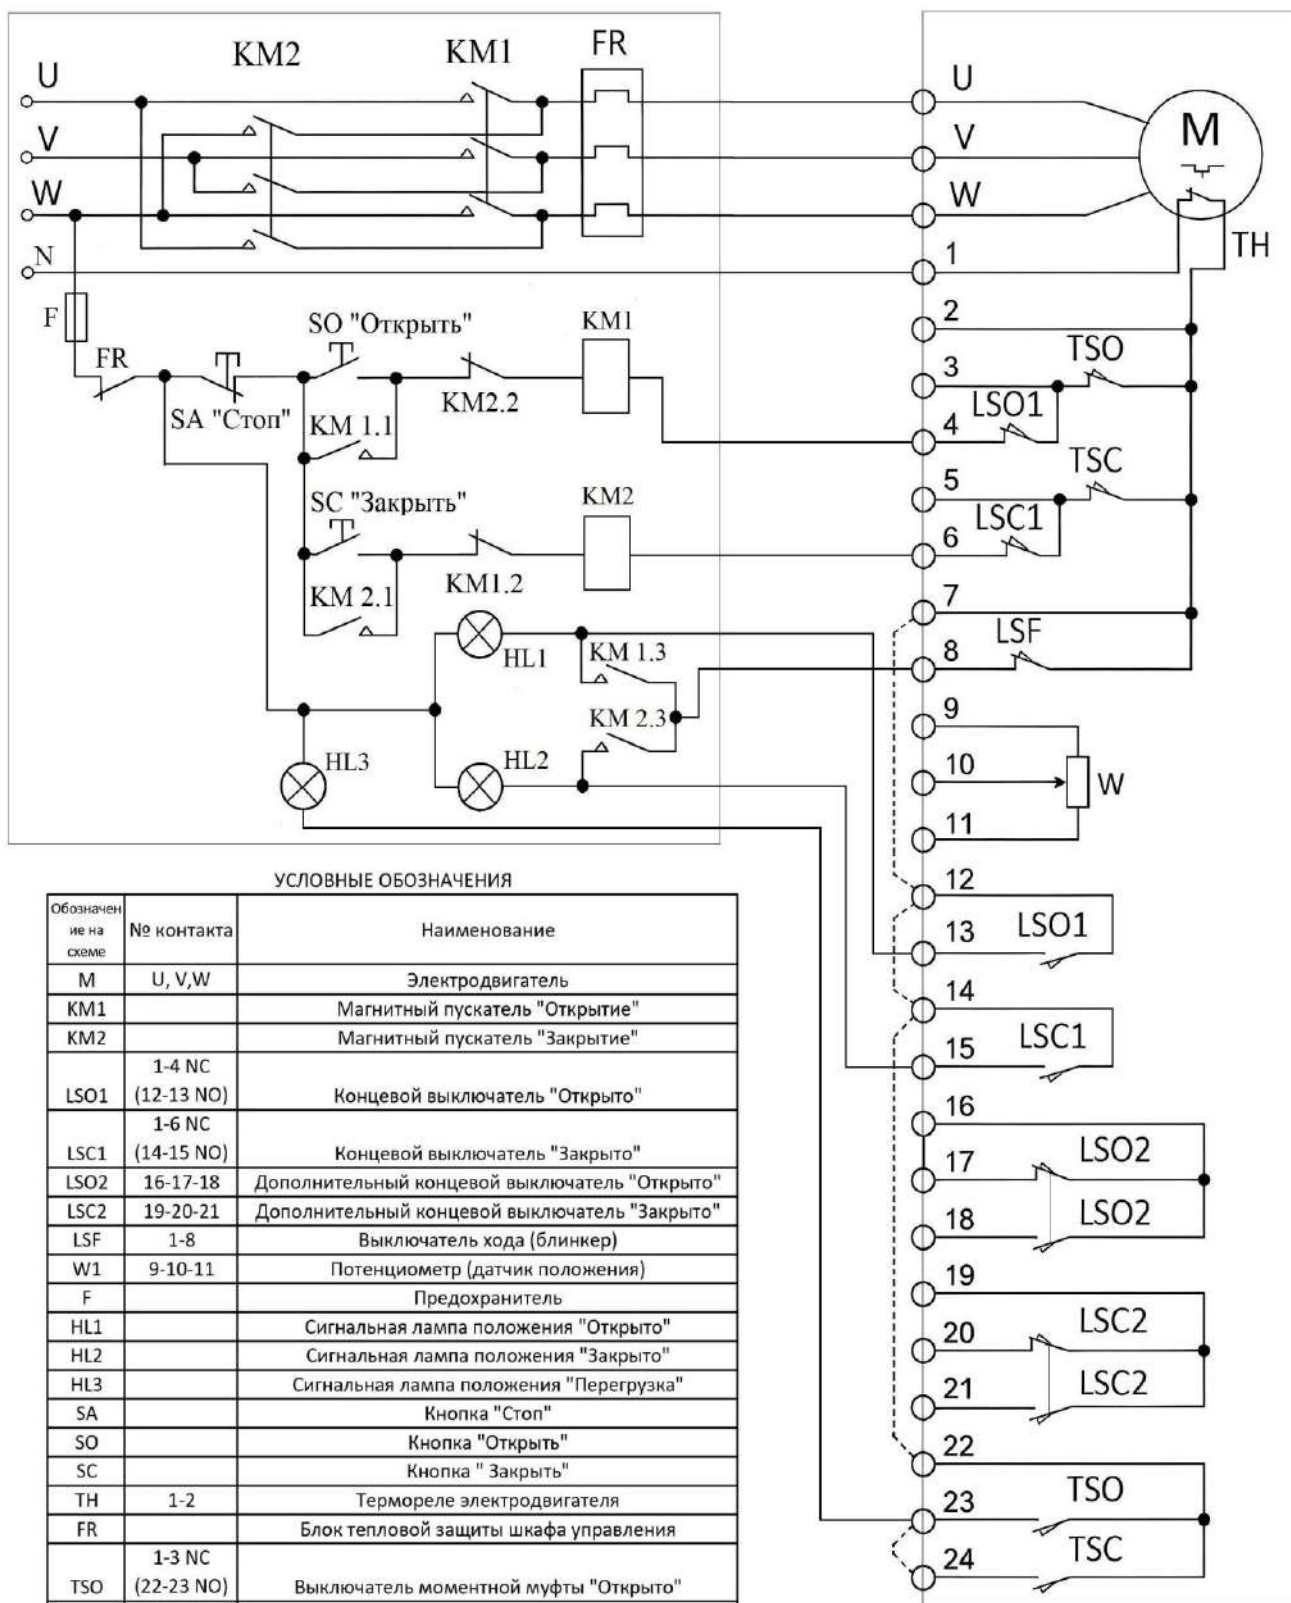 KM2 KM1 FR
U
V
W
N
F
FR
SA "Стоп"
SO "Открыть"
KM 1.1
KM2.2
KM1
SC "Закрыть"
KM 2.1
KM1.2
KM2
HL1
KM 1.3
KM 2.3
HL2
HL3
U
V
W
M
TH
1
2
3 TSO
4 LSO1
5 TSC
6 LSC1
7
8 LSF
9
10 W
11
12
13 LSO1
14
15 LSC1
16
17 LSO2
18 LSO2
19
20 LSC2
21 LSC2
22
23 TSO
24 TSC
УСЛОВНЫЕ ОБОЗНАЧЕНИЯ
Обозначен
ие на
схеме
№ контакта
Наименование
M U, V,W Электродвигатель
KM1 Магнитный пускатель "Открытие"
KM2 Магнитный пускатель "Закрытие"
1-4 NC
LSO1 (12-13 NO) Концевой выключатель "Открыто"
1-6 NC
LSC1 (14-15 NO) Концевой выключатель "Закрыто"
LSO2 16-17-18 Дополнительный концевой выключатель "Открыто"
LSC2 19-20-21 Дополнительный концевой выключатель "Закрыто"
LSF 1-8 Выключатель хода (блинкер)
W1 9-10-11 Потенциометр (датчик положения)
F Предохранитель
HL1 Сигнальная лампа положения "Открыто"
HL2 Сигнальная лампа положения "Закрыто"
HL3 Сигнальная лампа положения "Перегрузка"
SA Кнопка "Стоп"
SO Кнопка "Открыть"
SC Кнопка " Закрыть"
TH 1-2 Термореле электродвигателя
FR Блок тепловой защиты шкафа управления
1-3 NC
TSO (22-23 NO) Выключатель моментной муфты "Открыто"